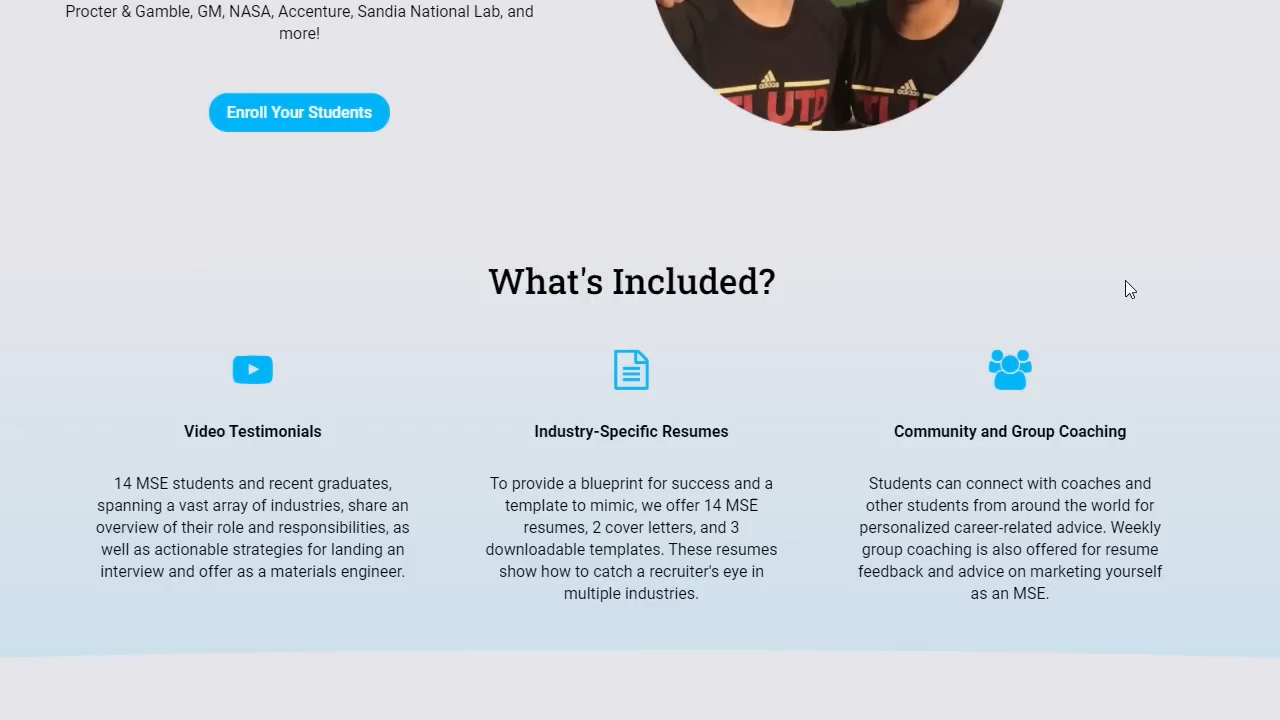 Procter & Gamble, GM, NASA, Accenture, Sandia National Lab, and
more!
Enroll Your Students
adidas
adidas
UTD
What's Included?
Video Testimonials
14 MSE students and recent graduates,
spanning a vast array of industries, share an
overview of their role and responsibilities, as
well as actionable strategies for landing an
interview and offer as a materials engineer.
Industry-Specific Resumes
To provide a blueprint for success and a
template to mimic, we offer 14 MSE
resumes, 2 cover letters, and 3
downloadable templates. These resumes
show how to catch a recruiter's eye in
multiple industries.
Community and Group Coaching
Students can connect with coaches and
other students from around the world for
personalized career-related advice. Weekly
group coaching is also offered for resume
feedback and advice on marketing yourself
as an MSE.